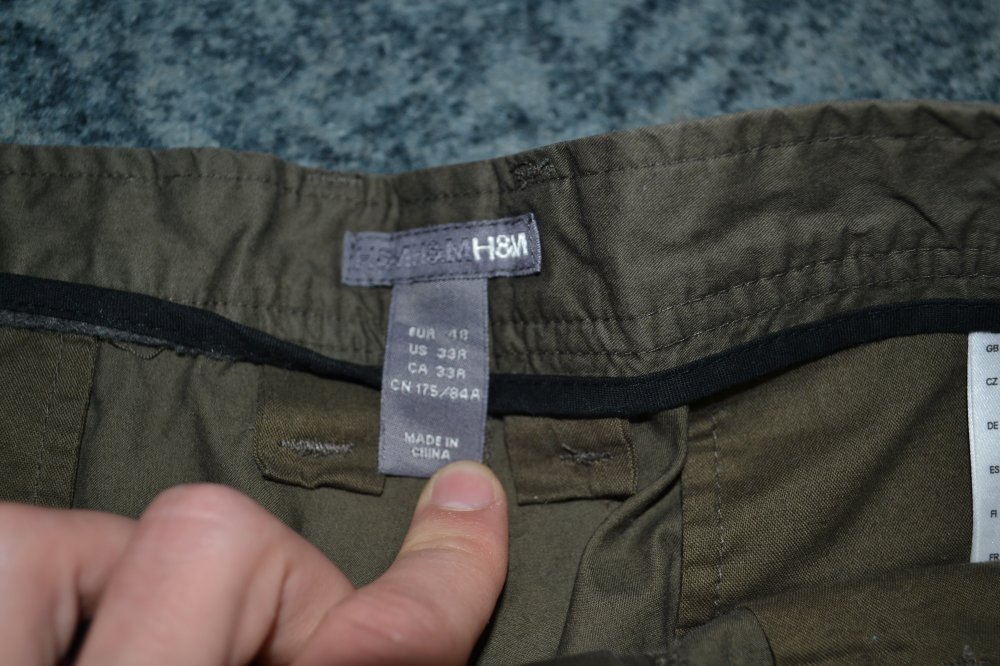 H&M H&M
EUR 48
US 33R
CA 33R
CN 175/84A
MADE IN
CHINA
GB
CZ
DE
ES
FI
FR